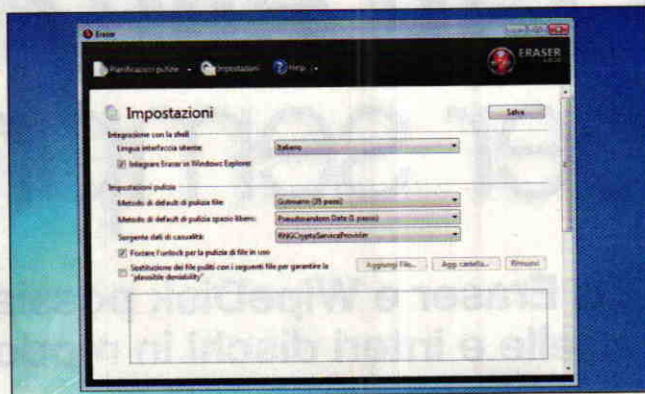 Eraser
Pianificazioni pulizie
Impostazioni
Help
ERASER
Impostazioni
Salva
Integrazione con la shell
Lingua interfaccia utente:
Italiano
Integrare Eraser in Windows Explorer
Impostazioni pulizia
Metodo di default di pulizia file:
Gutmann (35 passi)
Metodo di default di pulizia spazio libero:
Pseudorandom Data (1 passo)
Sorgente dati di casualità:
RNGCryptoServiceProvider
Forzare l'unlock per la pulizia di file in uso
Sostituzione dei file puliti con i seguenti file per garantire la
"plausible deniability"
Aggiungi File...
Agg. cartella...
Rimuovi
Eraser e WipeDisk possia
elle e interi dischi in modo